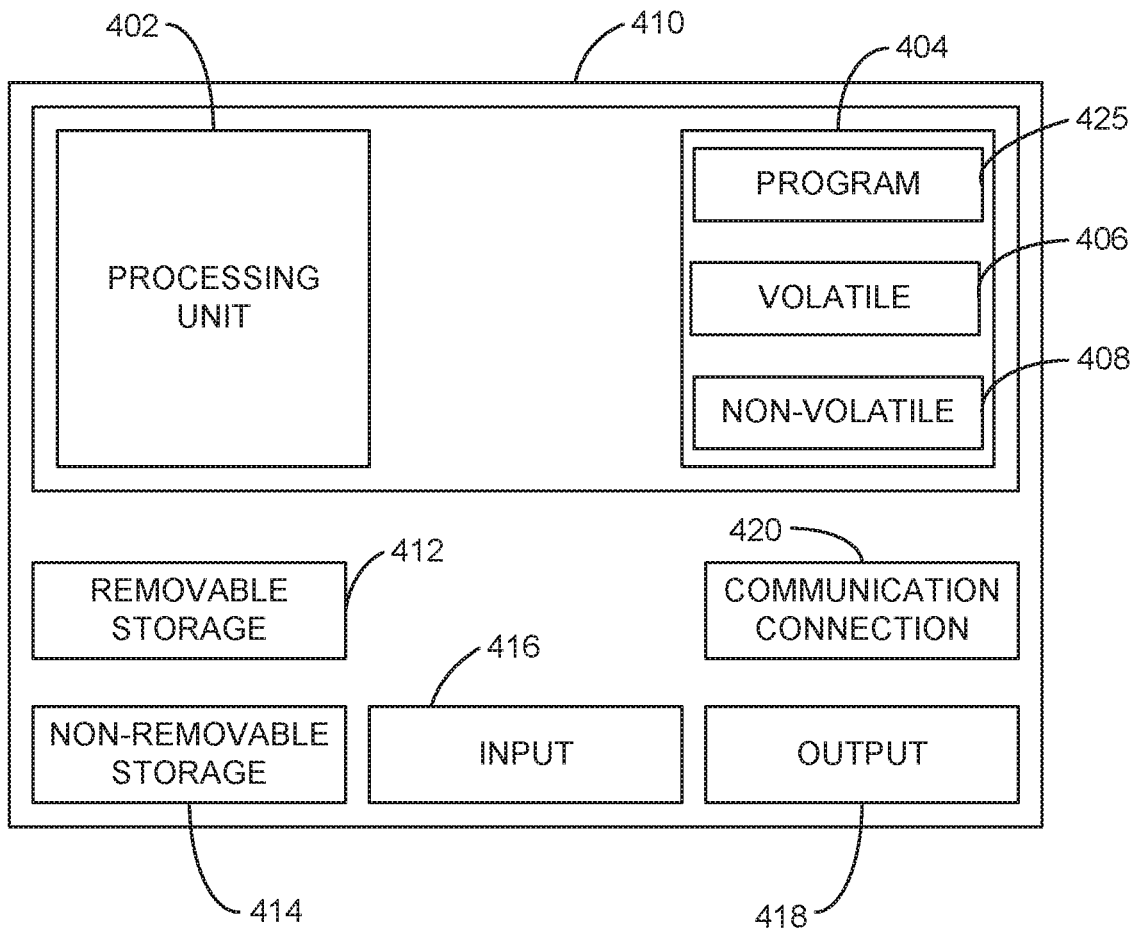 402
410
404
425
PROGRAM
PROCESSING
UNIT
406
VOLATILE
408
NON-VOLATILE
412
420
REMOVABLE
STORAGE
COMMUNICATION
CONNECTION
416
NON-REMOVABLE
STORAGE
INPUT
OUTPUT
414
418